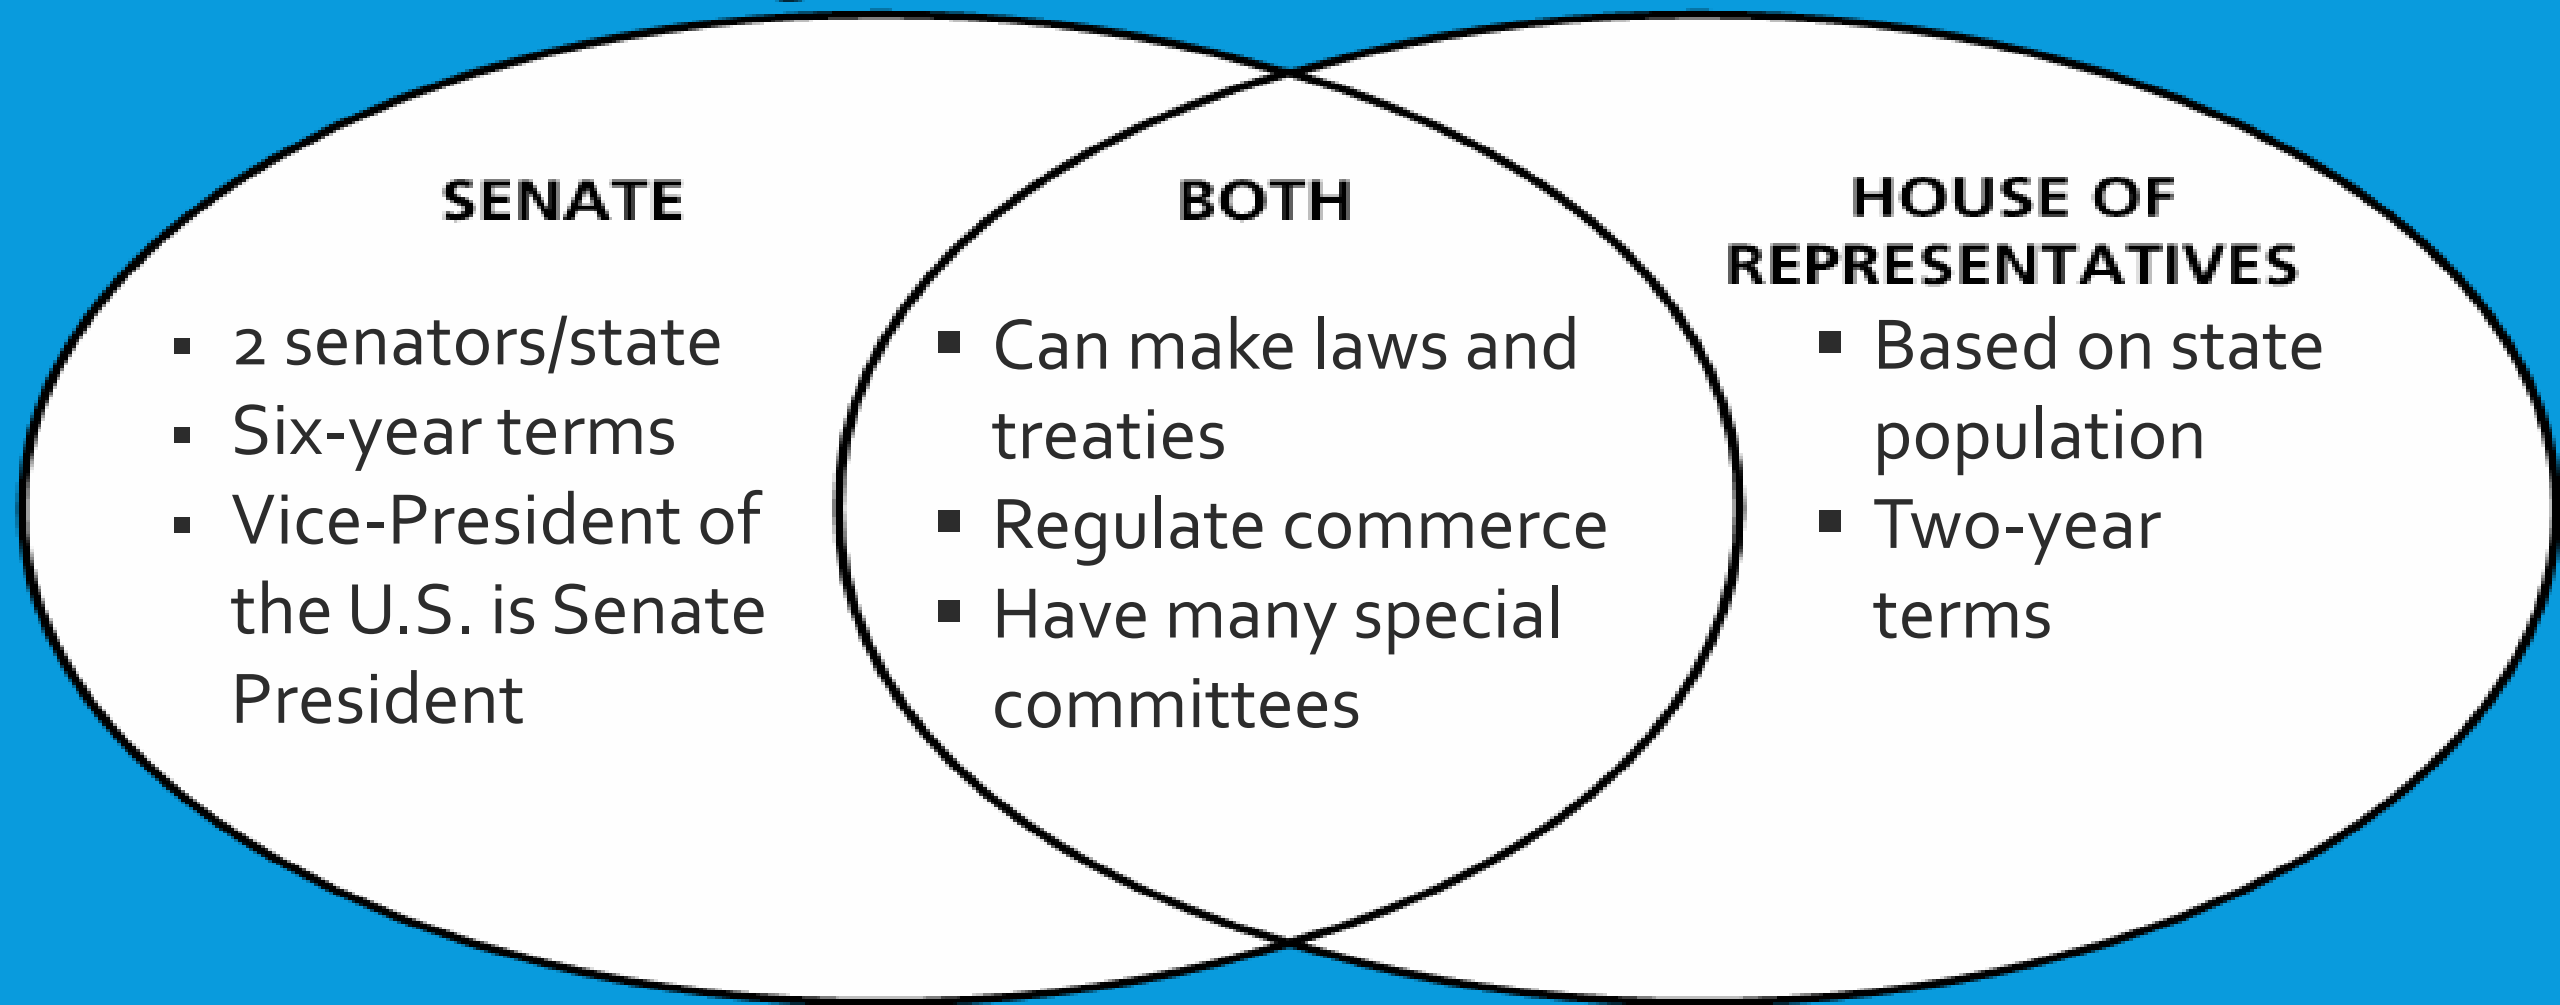 SENATE
▪ 2 senators/state
▪ Six-year terms
▪ Vice-President of
the U.S. is Senate
President
BOTH
▪ Can make laws and
treaties
▪ Regulate commerce
▪ Have many special
committees
HOUSE OF
REPRESENTATIVES
▪ Based on state
population
▪ Two-year
terms